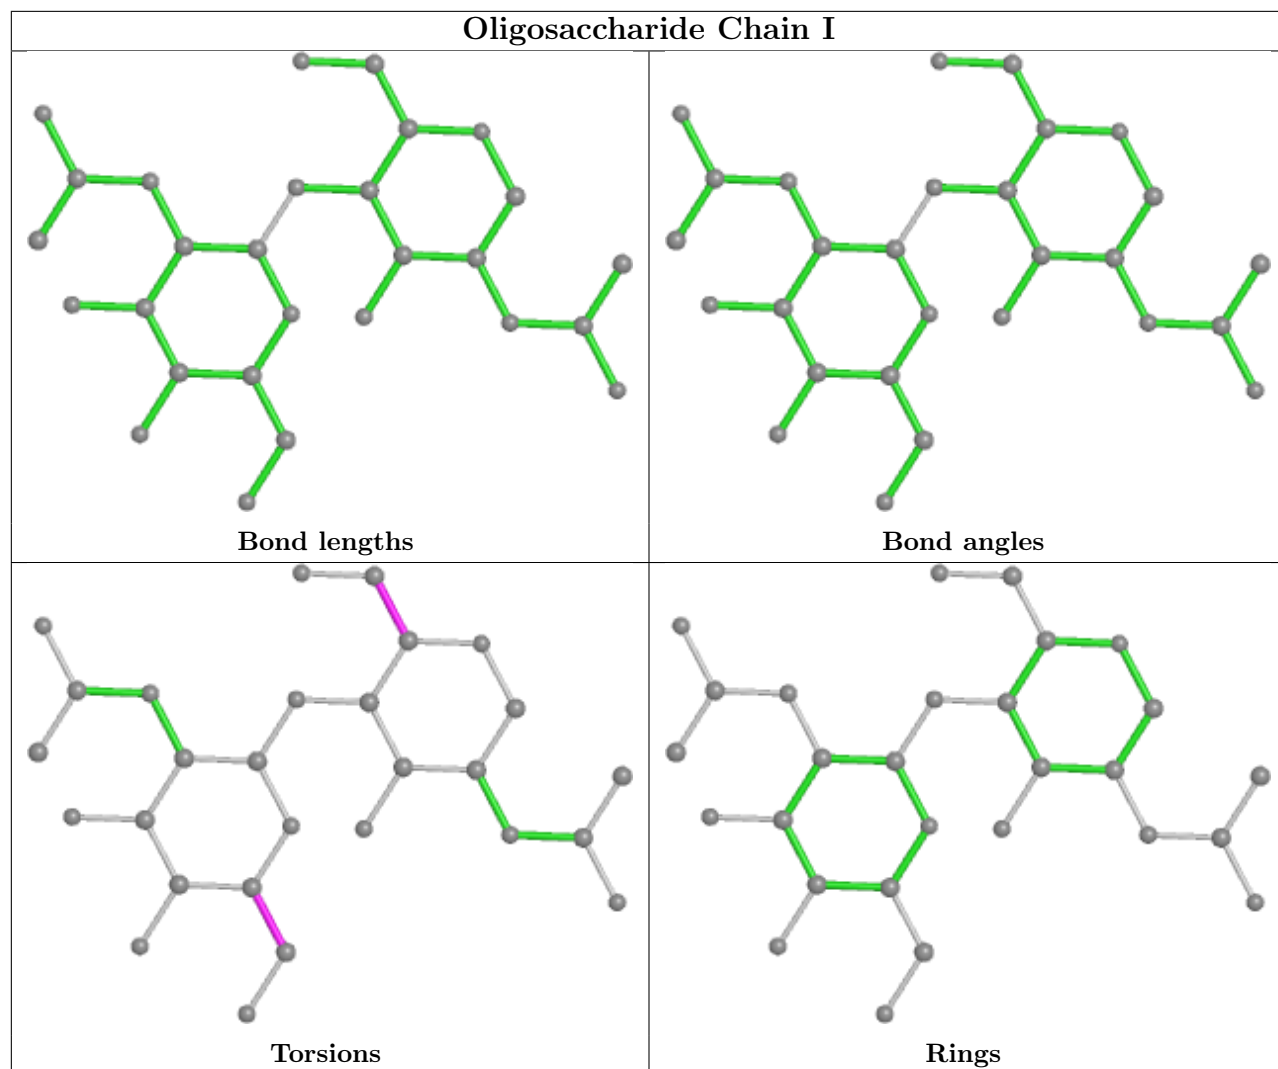 Oligosaccharide Chain I
Bond lengths
Bond angles
Torsions
Rings